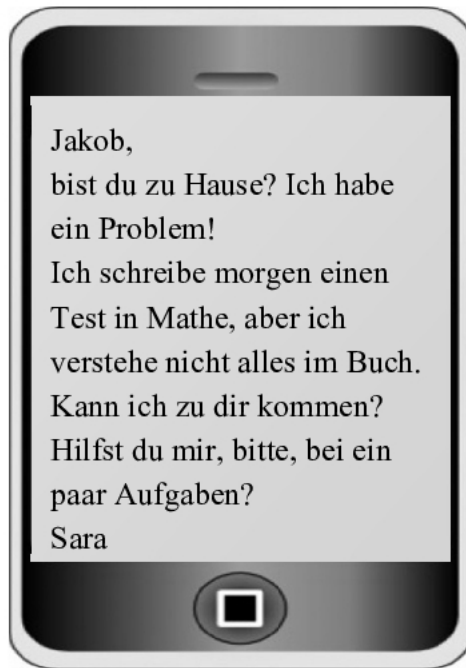 Jakob,
bist du zu Hause? Ich habe
ein Problem!
Ich schreibe morgen einen
Test in Mathe, aber ich
verstehe nicht alles im Buch.
Kann ich zu dir kommen?
Hilfst du mir, bitte, bei ein
paar Aufgaben?
Sara